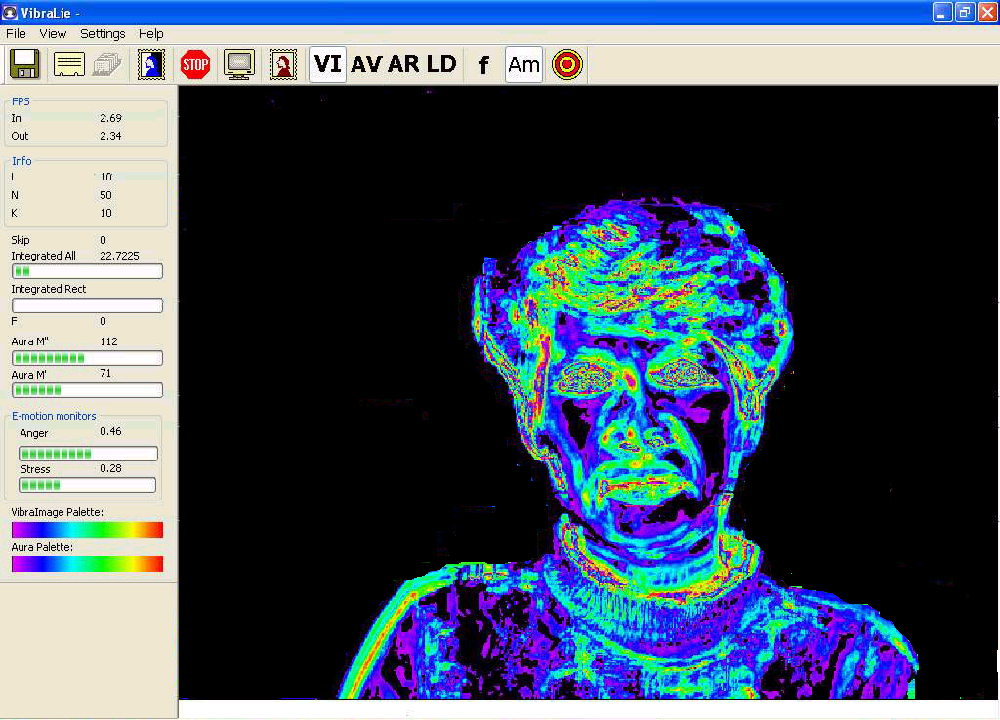 VibraLie -
File View Settings Help
STOP VI AV AR LD f Am
FPS
In 2.69
Out 2.34
Info
L 10
N 50
K 10
Skip 0
Integrated All 22.7225
Integrated Rect
F 0
Aura M" 112
Aura M' 71
E-motion monitors
Anger 0.46
Stress 0.28
VibraImage Palette:
Aura Palette: